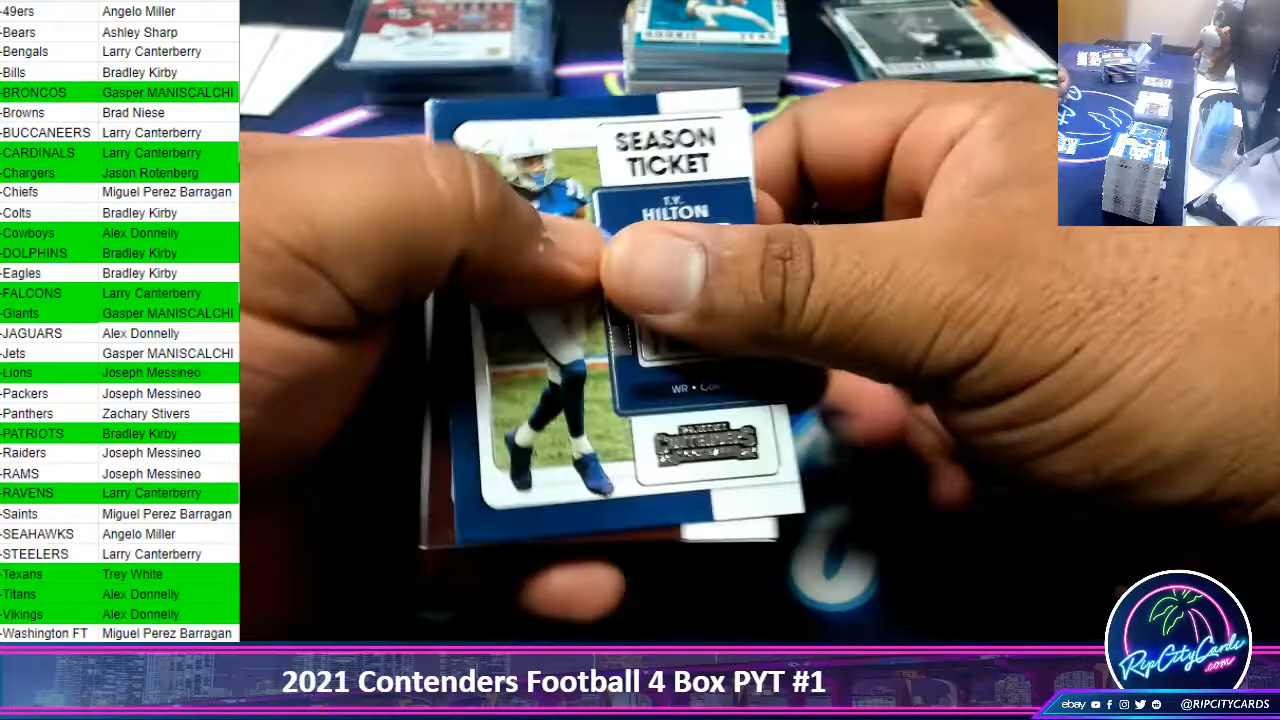 -49ers Angelo Miller
-Bears Ashley Sharp
-Bengals Larry Canterberry
-Bills Bradley Kirby
-BRONCOS Gasper MANISCALCHI
-Browns Brad Niese
-BUCCANEERS Larry Canterberry
-CARDINALS Larry Canterberry
-Chargers Jason Rotenberg
-Chiefs Miguel Perez Barragan
-Colts Bradley Kirby
-Cowboys Alex Donnelly
-DOLPHINS Bradley Kirby
-Eagles Bradley Kirby
-FALCONS Larry Canterberry
-Giants Gasper MANISCALCHI
-JAGUARS Alex Donnelly
-Jets Gasper MANISCALCHI
-Lions Joseph Messineo
-Packers Joseph Messineo
-Panthers Zachary Stivers
-PATRIOTS Bradley Kirby
-Raiders Joseph Messineo
-RAMS Joseph Messineo
-RAVENS Larry Canterberry
-Saints Miguel Perez Barragan
-SEAHAWKS Angelo Miller
-STEELERS Larry Canterberry
-Texans Trey White
-Titans Alex Donnelly
-Vikings Alex Donnelly
-Washington FT Miguel Perez Barragan
SEASON
TICKET
T.Y.
HILTON
WR •
CONTENDERS
RipCityCards
.com
2021 Contenders Football 4 Box PYT #1
ebay @RIPCITYCARDS